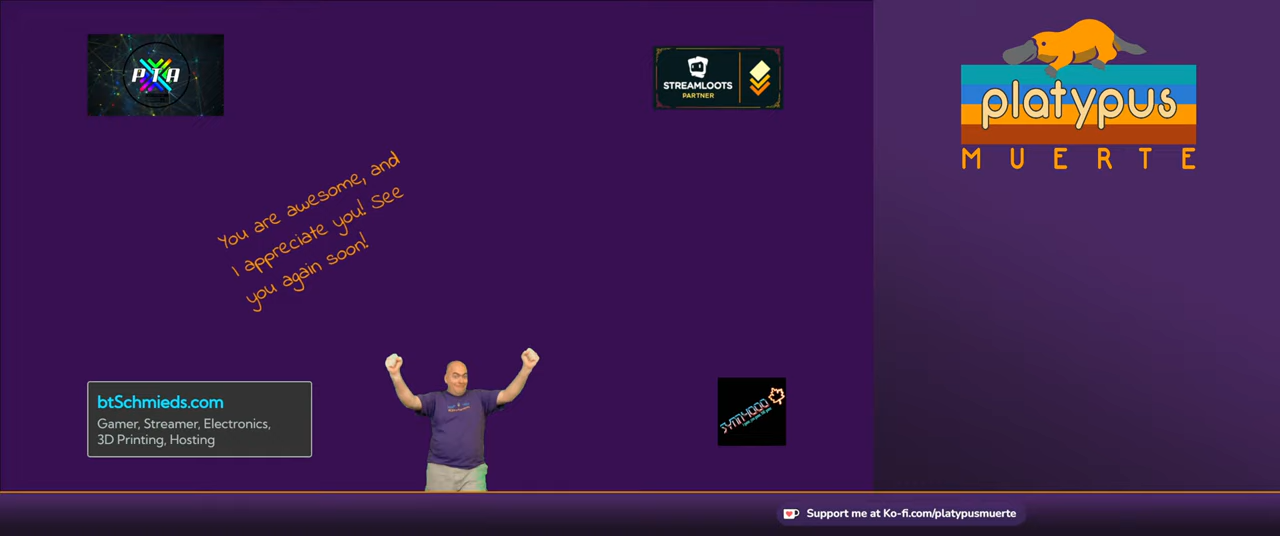 PTA
STREAMLOOTS
PARTNER
platypus
MUERTE
You are awesome, and
I appreciate you! See
you again soon!
btSchmieds.com
Gamer, Streamer, Electronics,
3D Printing, Hosting
SYNN4000
Support me at Ko-fi.com/platypusmuerte